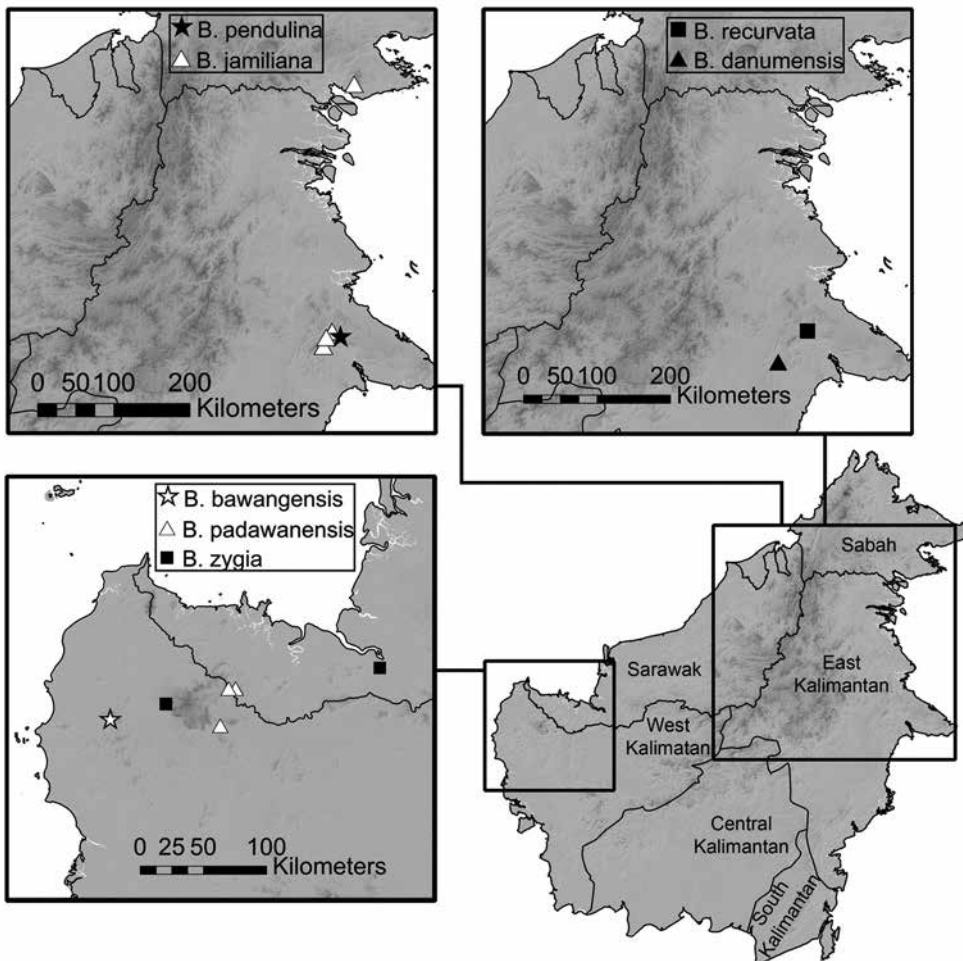 B. pendulina
B. jamiliana
0 50 100 200
Kilometers
B. recurvata
B. danumensis
0 50 100 200
Kilometers
B. bawangensis
B. padawanensis
B. zygia
0 25 50 100
Kilometers
Sabah
Sarawak
East
Kalimantan
West
Kalimatan
Central
Kalimantan
South
Kalimantan